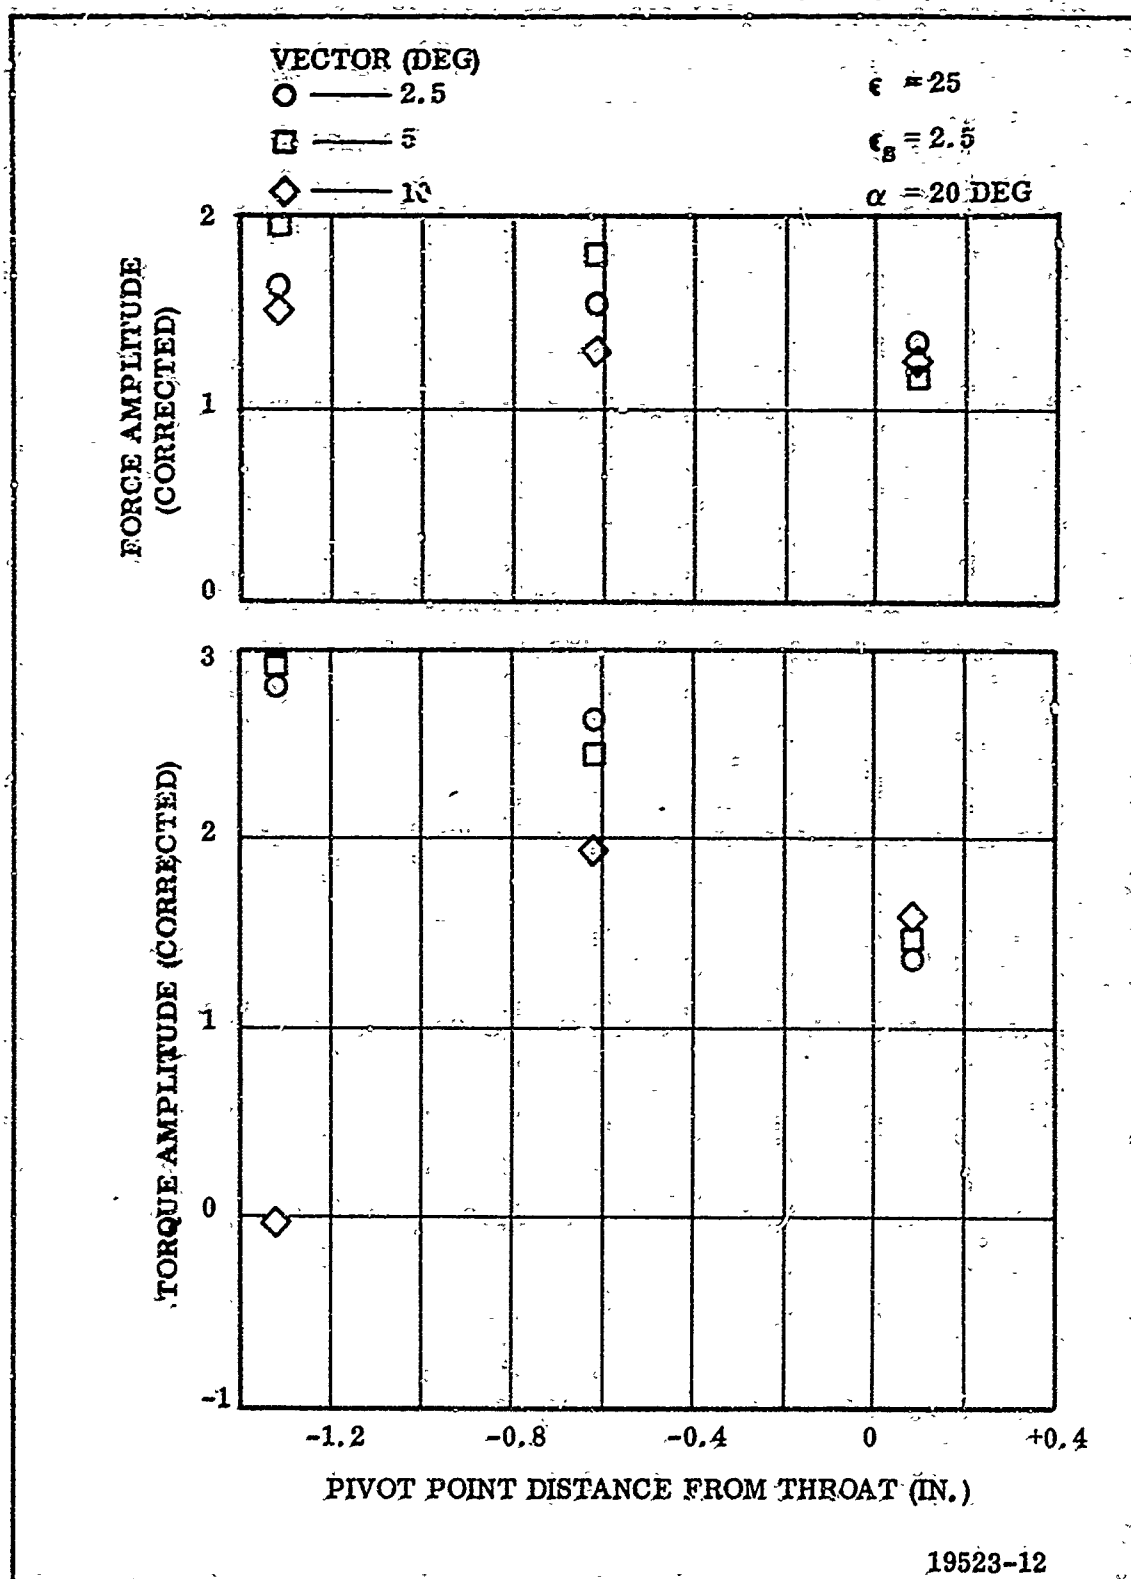 VECTOR (DEG)
2.5
5
10
ϵ = 25
ϵs = 2.5
α = 20 DEG
FORCE AMPLITUDE
(CORRECTED)
2
1
0
TORQUE AMPLITUDE (CORRECTED)
3
2
1
0
-1
-1.2 -0.8 -0.4 0 +0.4
PIVOT POINT DISTANCE FROM THROAT (IN.)
19523-12